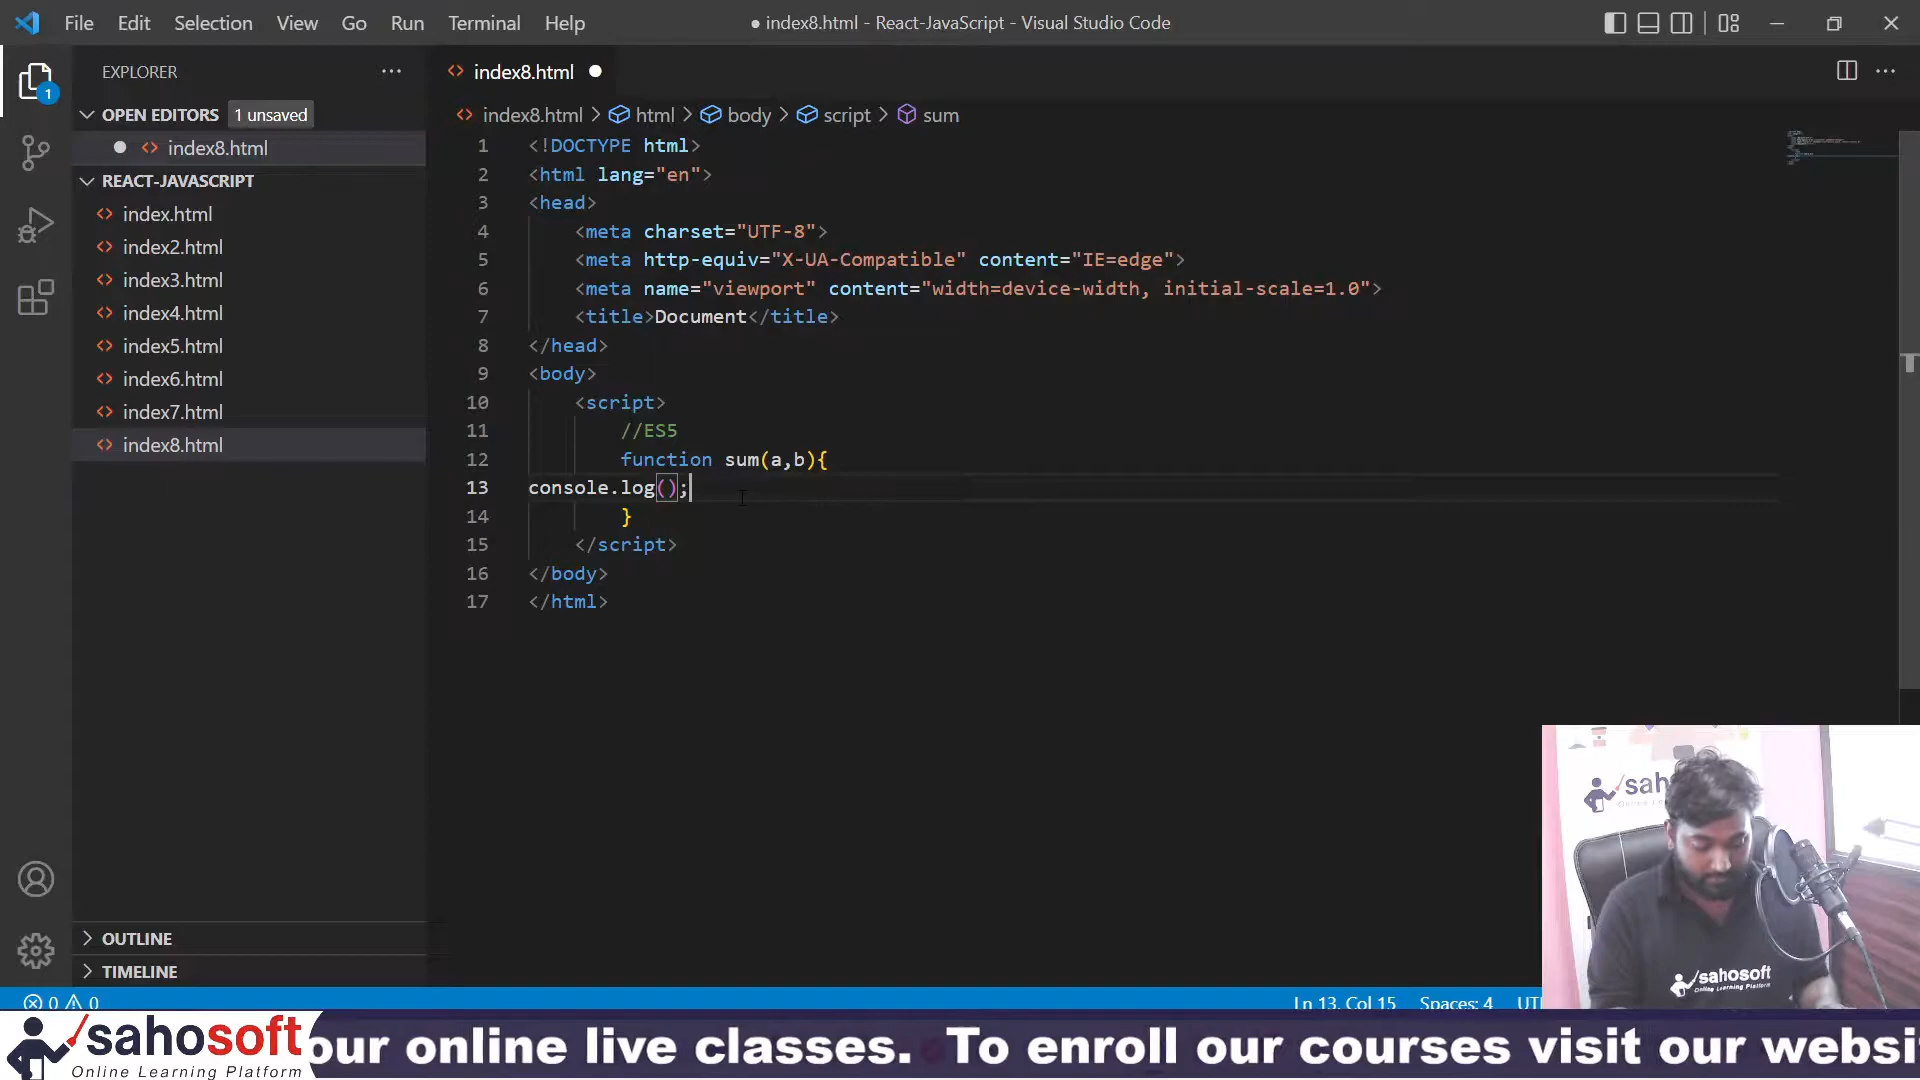 File Edit Selection View Go Run Terminal Help
● index8.html - React-JavaScript - Visual Studio Code
EXPLORER
OPEN EDITORS 1 unsaved
index8.html
REACT-JAVASCRIPT
index.html
index2.html
index3.html
index4.html
index5.html
index6.html
index7.html
index8.html
OUTLINE
TIMELINE
1
index8.html
index8.html > html > body > script > sum
1 <!DOCTYPE html>
2 <html lang="en">
3 <head>
4 <meta charset="UTF-8">
5 <meta http-equiv="X-UA-Compatible" content="IE=edge">
6 <meta name="viewport" content="width=device-width, initial-scale=1.0">
7 <title>Document</title>
8 </head>
9 <body>
10 <script>
11 //ES5
12 function sum(a,b){
13 console.log();
14 }
15 </script>
16 </body>
17 </html>
sahosoft
Online Learning Platform
0 0
Ln 13, Col 15 Spaces: 4
sahosoft
Online Learning Platform
our online live classes. To enroll our courses visit our websi